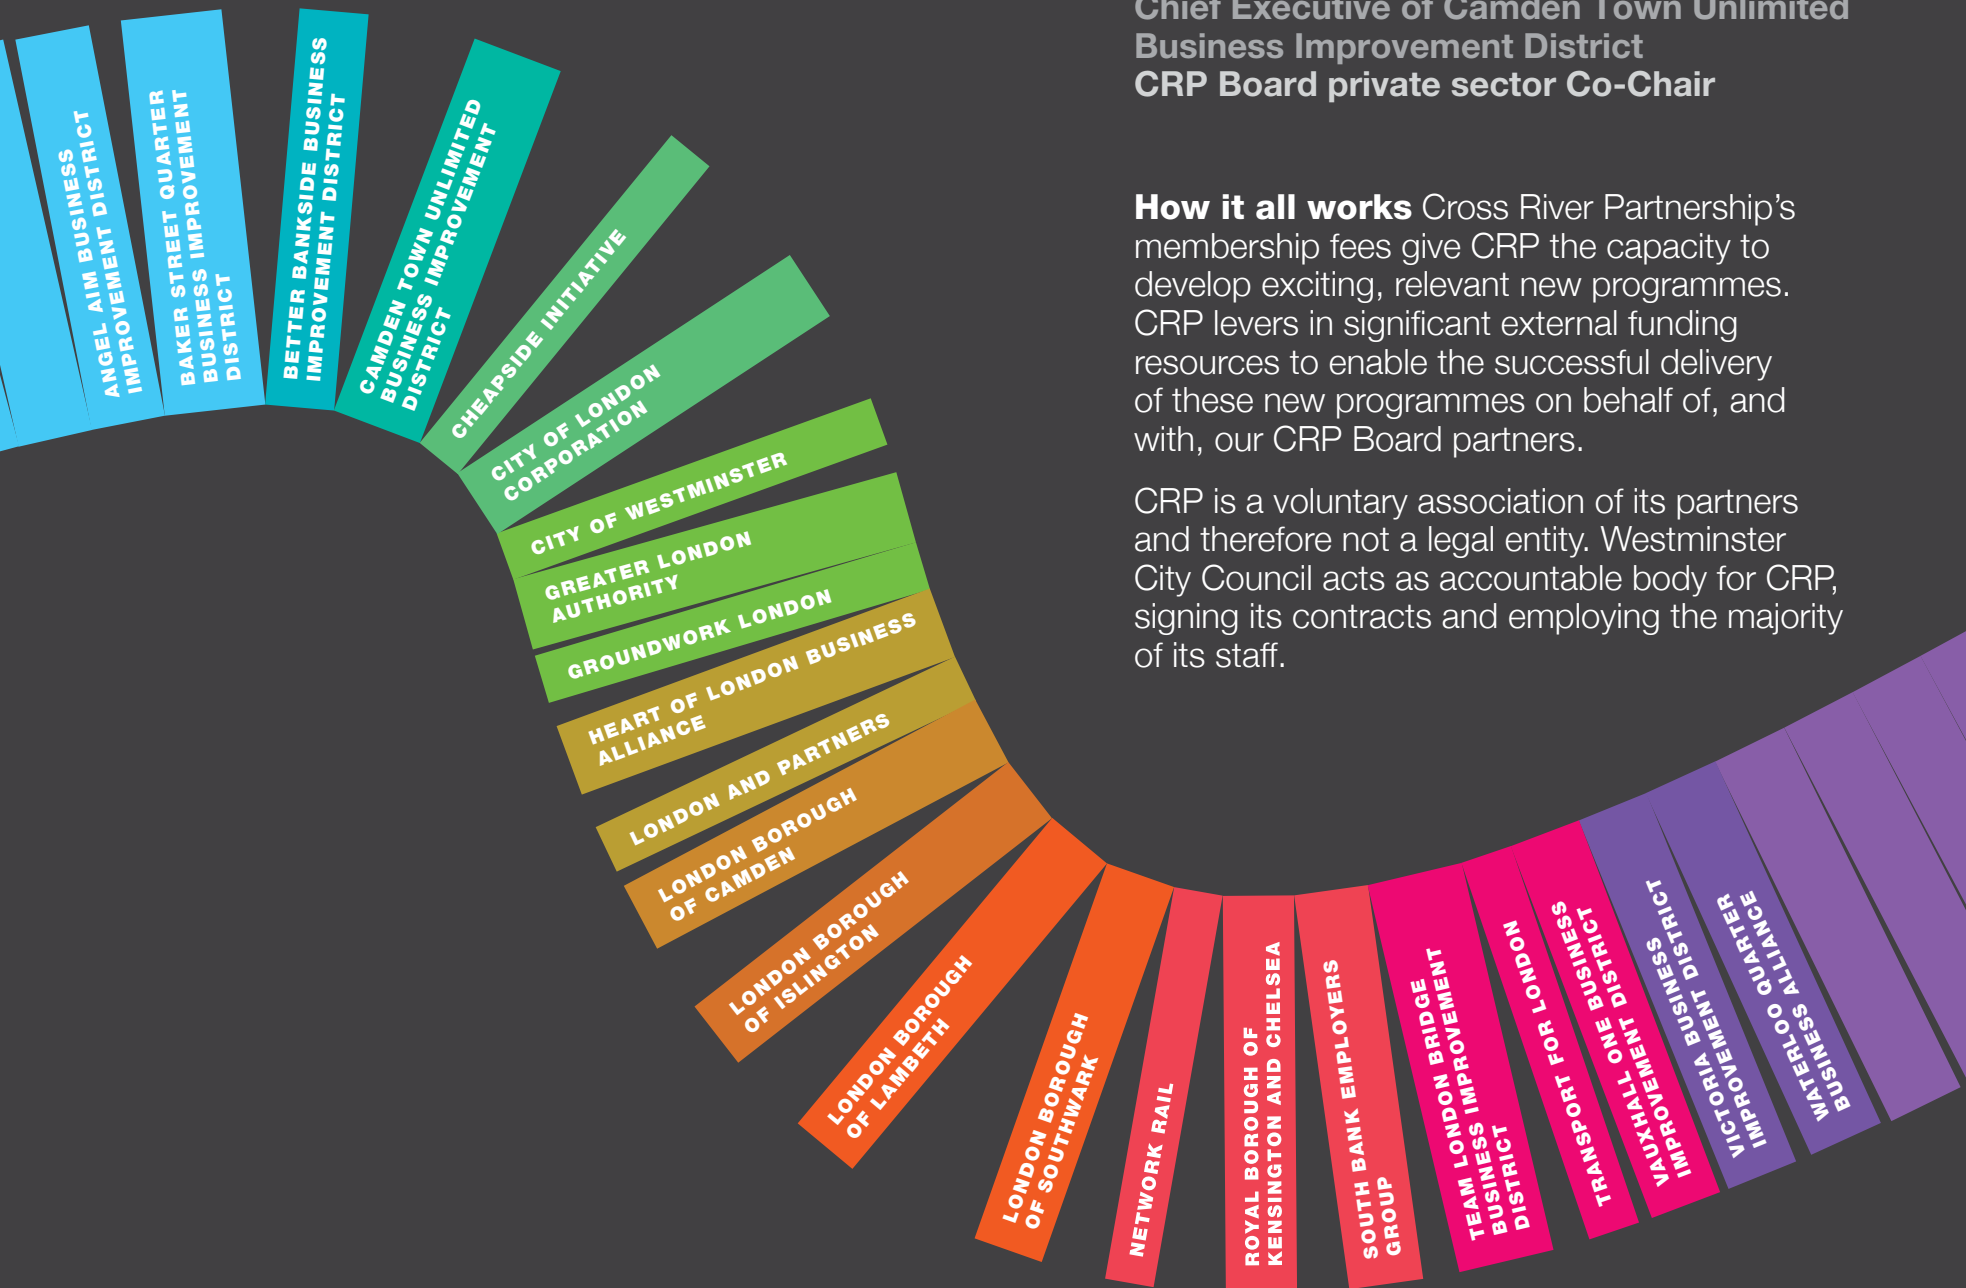 Chief Executive of Camden Town Unlimited
Business Improvement District
CRP Board private sector Co-Chair
How it all works Cross River Partnership’s
membership fees give CRP the capacity to
develop exciting, relevant new programmes.
CRP levers in significant external funding
resources to enable the successful delivery
of these new programmes on behalf of, and
with, our CRP Board partners.
CRP is a voluntary association of its partners
and therefore not a legal entity. Westminster
City Council acts as accountable body for CRP,
signing its contracts and employing the majority
of its staff.
ANGEL AIM BUSINESS
IMPROVEMENT DISTRICT
BAKER STREET QUARTER
BUSINESS IMPROVEMENT
DISTRICT
BETTER BANKSIDE BUSINESS
IMPROVEMENT DISTRICT
CAMDEN TOWN UNLIMITED
BUSINESS IMPROVEMENT
DISTRICT
CHEAPSIDE INITIATIVE
CITY OF LONDON
CORPORATION
CITY OF WESTMINSTER
GREATER LONDON
AUTHORITY
GROUNDWORK LONDON
HEART OF LONDON BUSINESS
ALLIANCE
LONDON AND PARTNERS
LONDON BOROUGH
OF CAMDEN
LONDON BOROUGH
OF ISLINGTON
LONDON BOROUGH
OF LAMBETH
LONDON BOROUGH
OF SOUTHWARK
NETWORK RAIL
ROYAL BOROUGH OF
KENSINGTON AND CHELSEA
SOUTH BANK EMPLOYERS
GROUP
TEAM LONDON BRIDGE
BUSINESS IMPROVEMENT
DISTRICT
TRANSPORT FOR LONDON
VAUXHALL ONE BUSINESS
IMPROVEMENT DISTRICT
VICTORIA BUSINESS
IMPROVEMENT DISTRICT
WATERLOO QUARTER
BUSINESS ALLIANCE